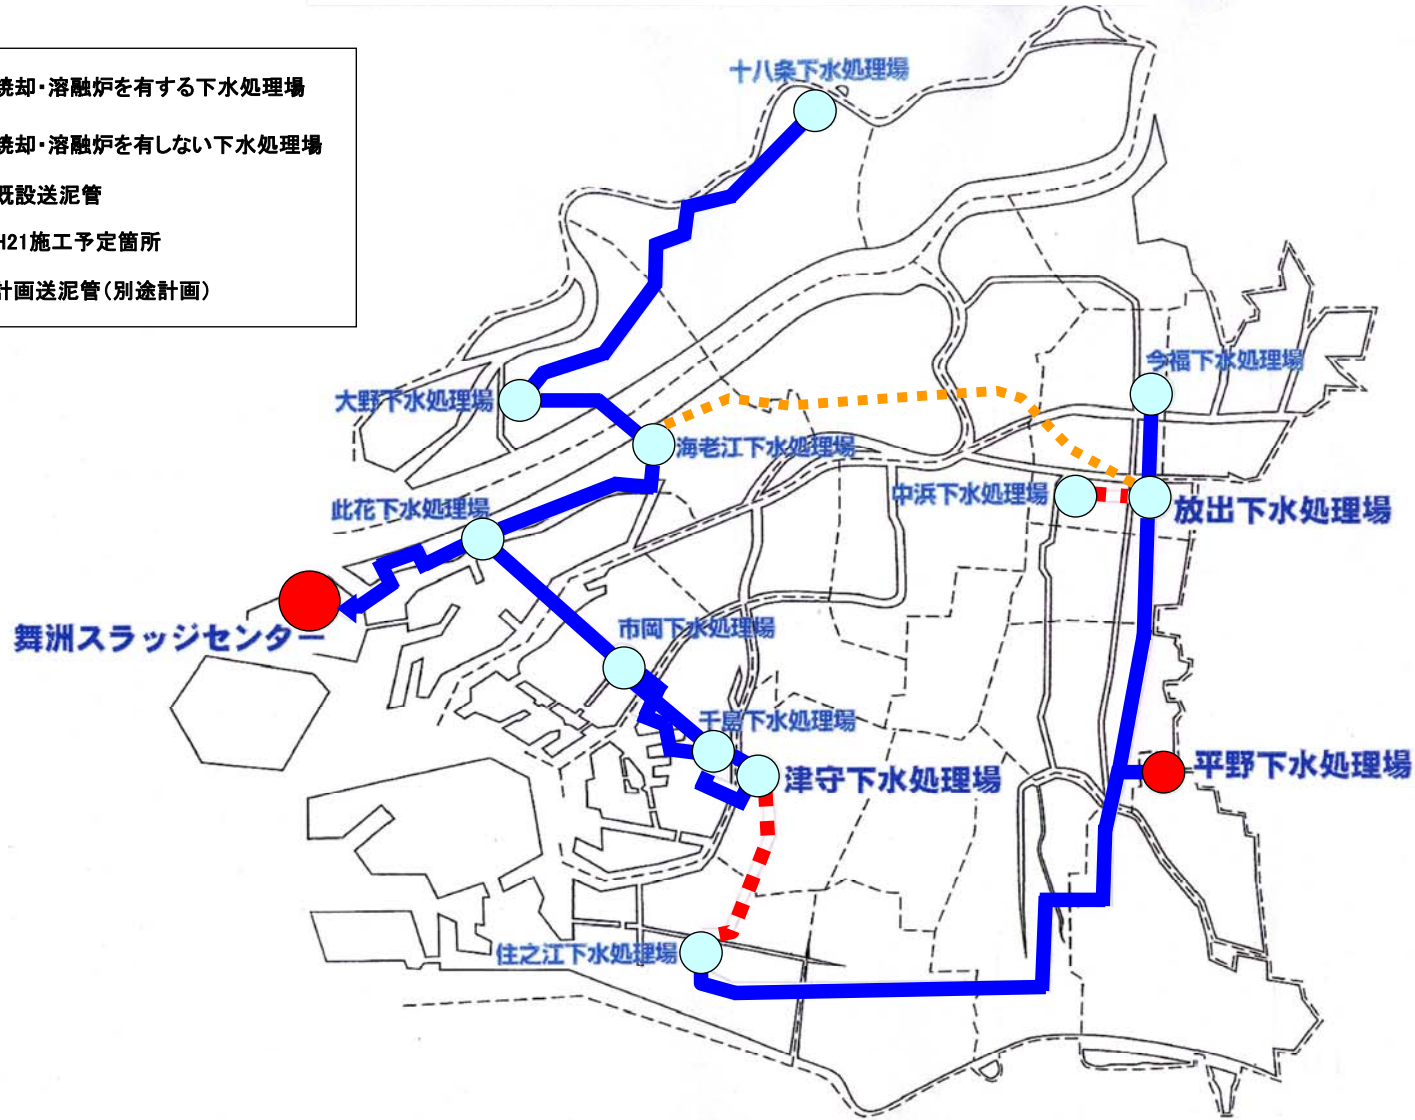 焼却・溶融炉を有する下水処理場
焼却・溶融炉を有しない下水処理場
既設送泥管
H21施工予定箇所
計画送泥管（別途計画）
十八条下水処理場
今福下水処理場
大野下水処理場
海老江下水処理場
中浜下水処理場
放出下水処理場
此花下水処理場
舞洲スラッジセンター
市岡下水処理場
千島下水処理場
平野下水処理場
津守下水処理場
住之江下水処理場